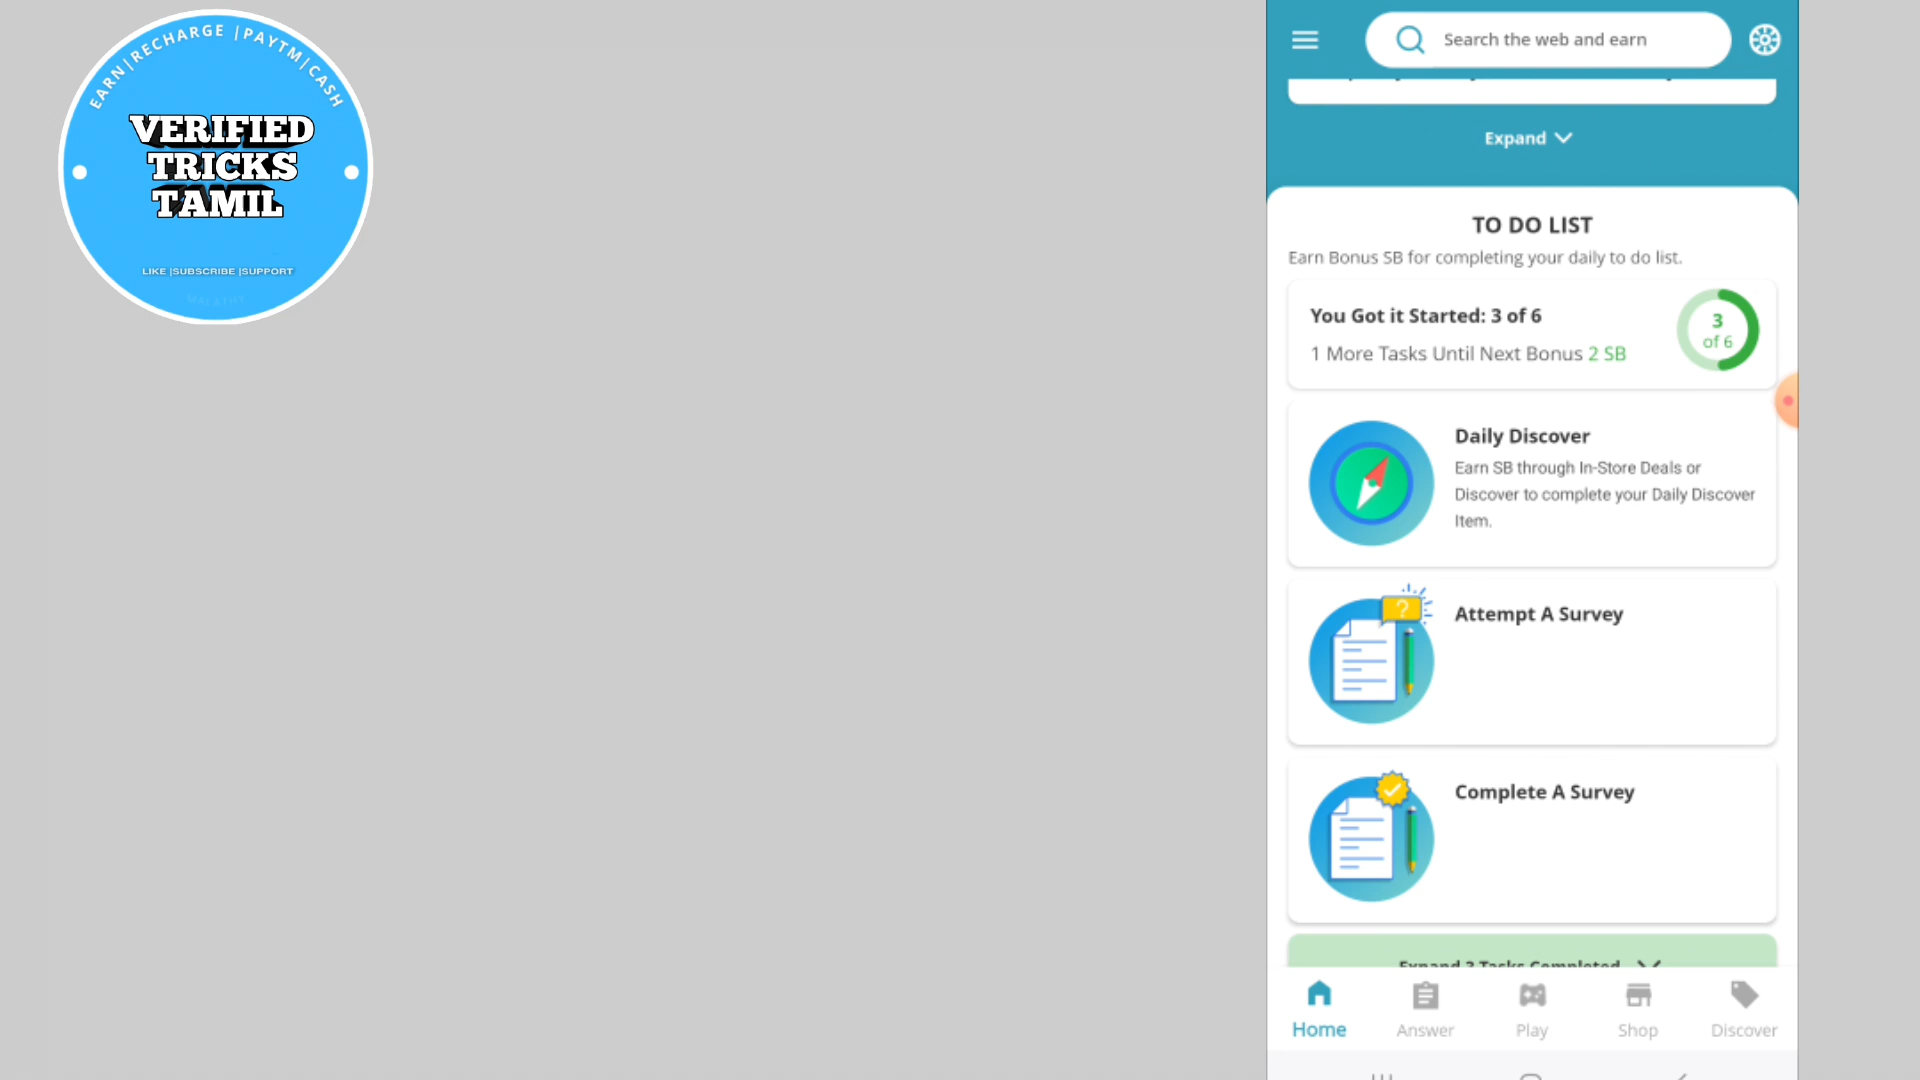 EARN|RECHARGE |PAYTM|CASH
VERIFIED
TRICKS
TAMIL
LIKE |SUBSCRIBE |SUPPORT
MALATHY
Search the web and earn
Expand
TO DO LIST
Earn Bonus SB for completing your daily to do list.
You Got it Started: 3 of 6
1 More Tasks Until Next Bonus 2 SB
3
of 6
Daily Discover
Earn SB through In-Store Deals or
Discover to complete your Daily Discover
Item.
?
Attempt A Survey
Complete A Survey
Expand 3 Tasks Completed
Home
Answer
Play
Shop
Discover